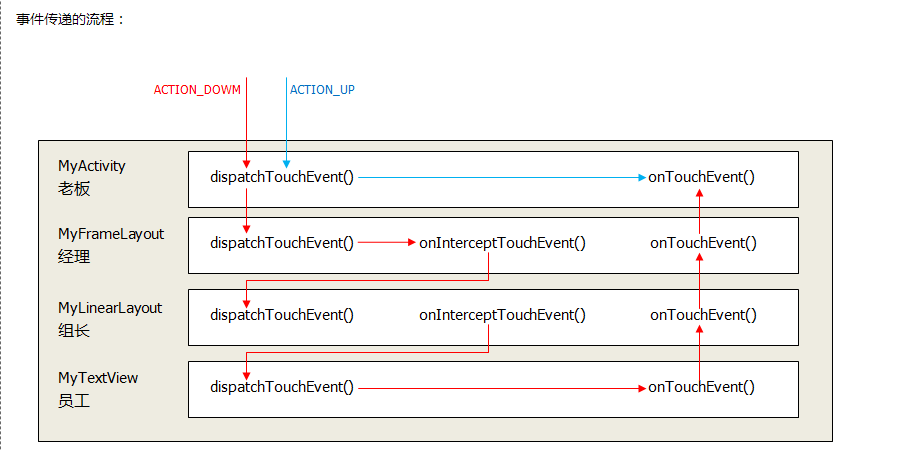 事件传递的流程：
ACTION_DOWM
ACTION_UP
MyActivity
老板
dispatchTouchEvent()
onTouchEvent()
MyFrameLayout
经理
dispatchTouchEvent()
onInterceptTouchEvent()
onTouchEvent()
MyLinearLayout
组长
dispatchTouchEvent()
onInterceptTouchEvent()
onTouchEvent()
MyTextView
员工
dispatchTouchEvent()
onTouchEvent()